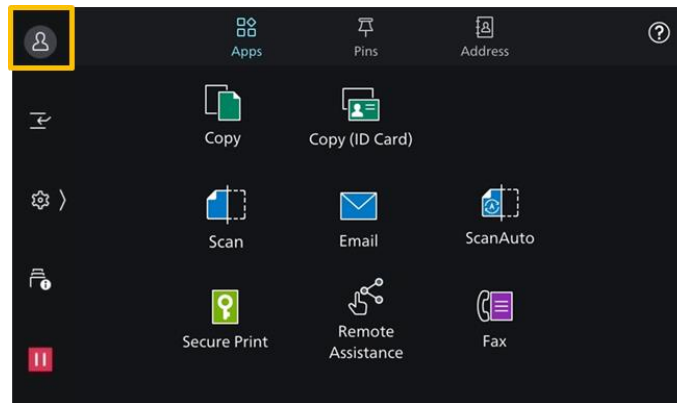 Apps
Pins
Address
Copy
Copy (ID Card)
Scan
Email
ScanAuto
Secure Print
Remote
Assistance
Fax